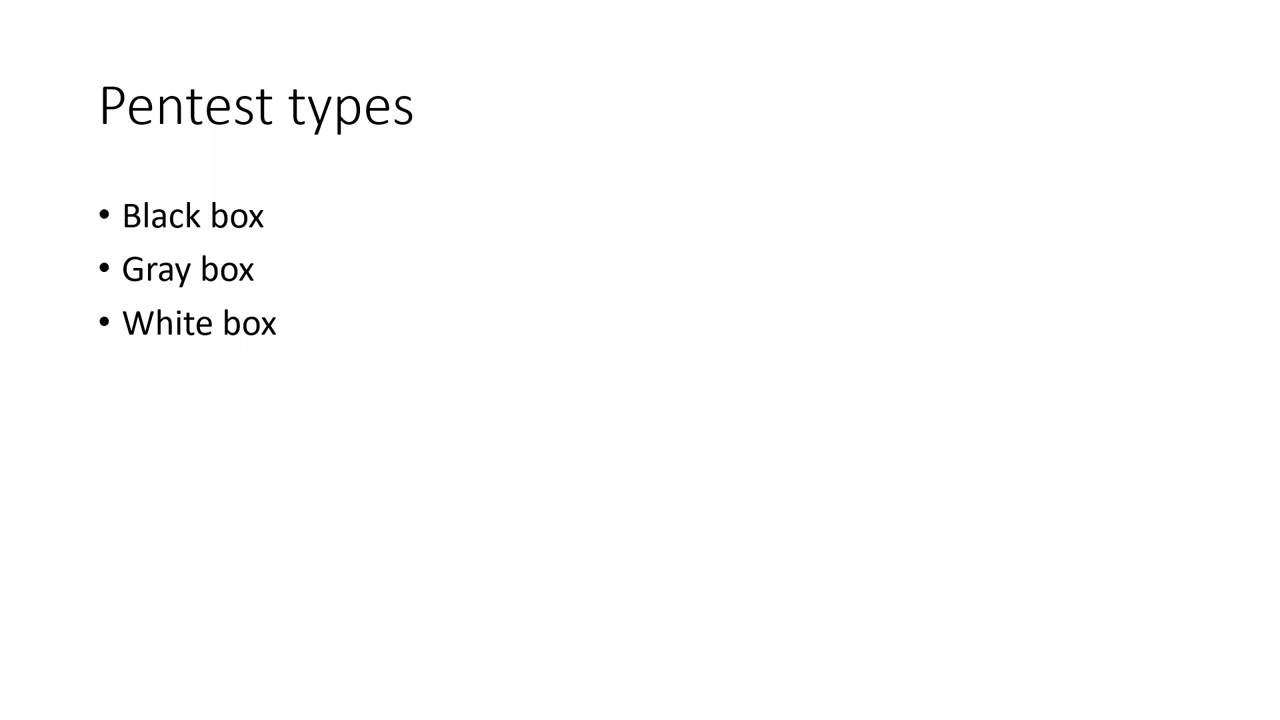 Pentest types
• Black box
• Gray box
• White box